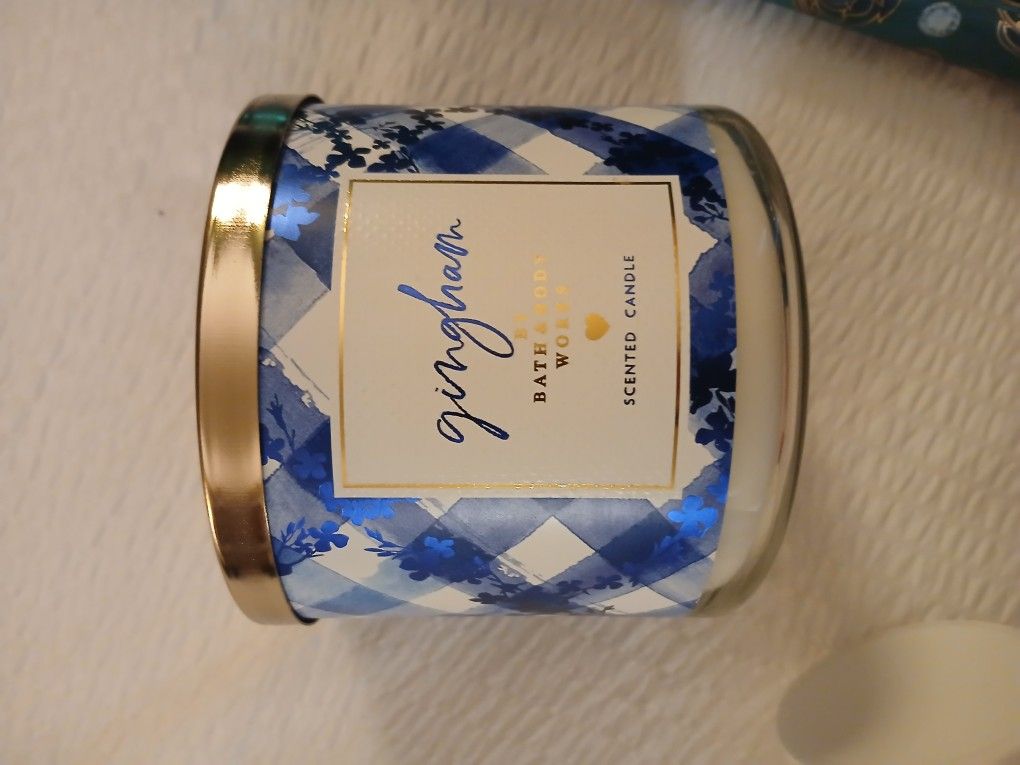 gingham
BY
BATH & BODY
WORKS
SCENTED CANDLE